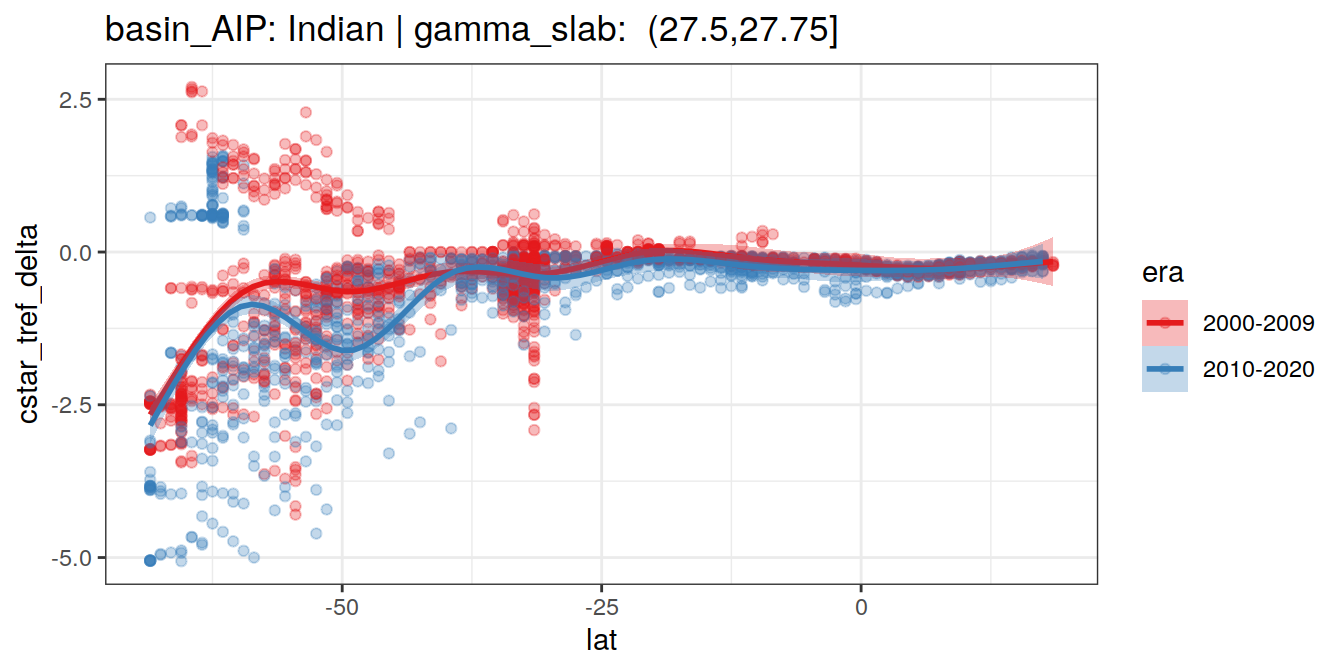 basin_AIP: Indian | gamma_slab:  (27.5,27.75]
2.5
0.0
-2.5
-5.0
cstar_tref_delta
-50
-25
0
lat
era
2000-2009
2010-2020